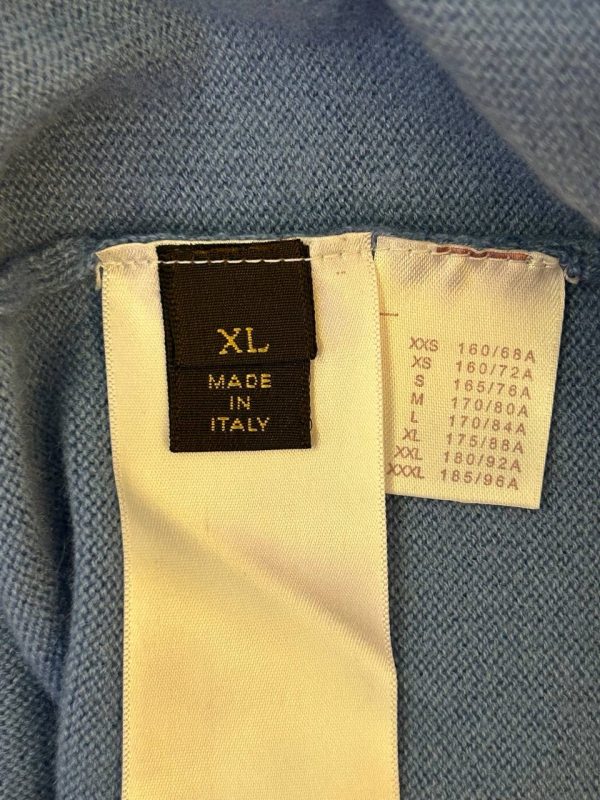 XL
MADE
IN
ITALY
XXS 160/68A
XS 160/72A
S 165/76A
M 170/80A
L 170/84A
XL 175/88A
XXL 180/92A
XXXL 185/96A